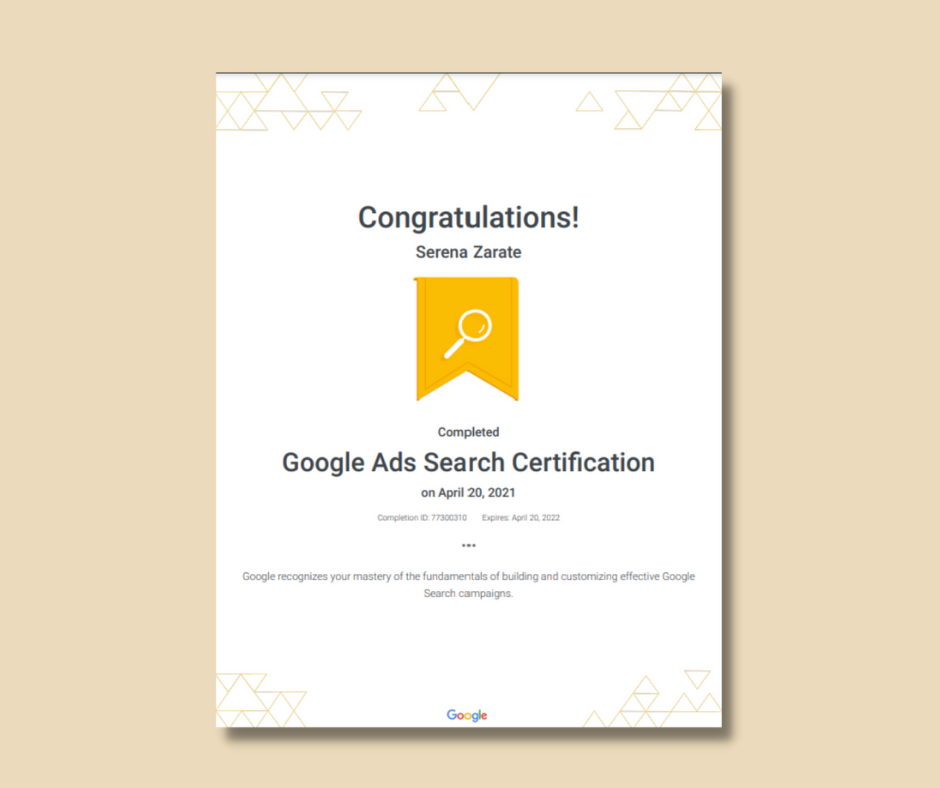 Congratulations!
Serena Zarate
Completed
Google Ads Search Certification
on April 20, 2021
Completion ID: 77300310 Expires: April 20, 2022
Google recognizes your mastery of the fundamentals of building and customizing effective Google
Search campaigns.
Google